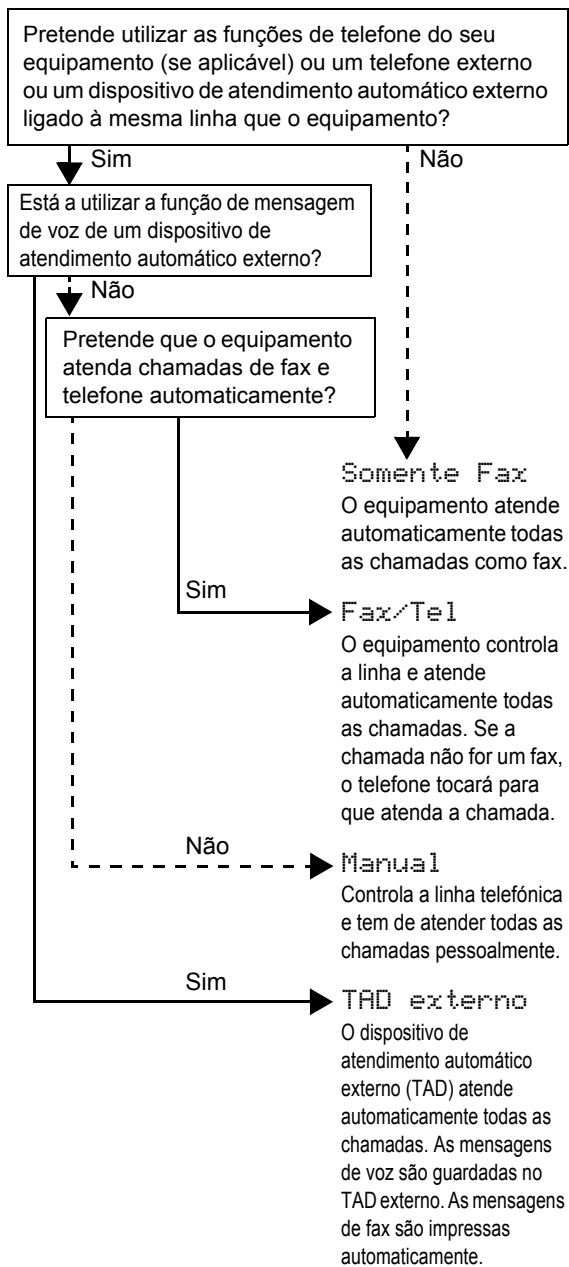 Pretende utilizar as funções de telefone do seu
equipamento (se aplicável) ou um telefone externo
ou um dispositivo de atendimento automático externo
ligado à mesma linha que o equipamento?
Sim
Não
Está a utilizar a função de mensagem
de voz de um dispositivo de
atendimento automático externo?
Não
Pretende que o equipamento
atenda chamadas de fax e
telefone automaticamente?
Somente Fax
O equipamento atende
automaticamente todas
as chamadas como fax.
Sim
Fax/Tel
O equipamento controla
a linha e atende
automaticamente todas
as chamadas. Se a
chamada não for um fax,
o telefone tocará para
que atenda a chamada.
Não
Manual
Controla a linha telefónica
e tem de atender todas as
chamadas pessoalmente.
Sim
TAD externo
O dispositivo de
atendimento automático
externo (TAD) atende
automaticamente todas as
chamadas. As mensagens
de voz são guardadas no
TAD externo. As mensagens
de fax são impressas
automaticamente.